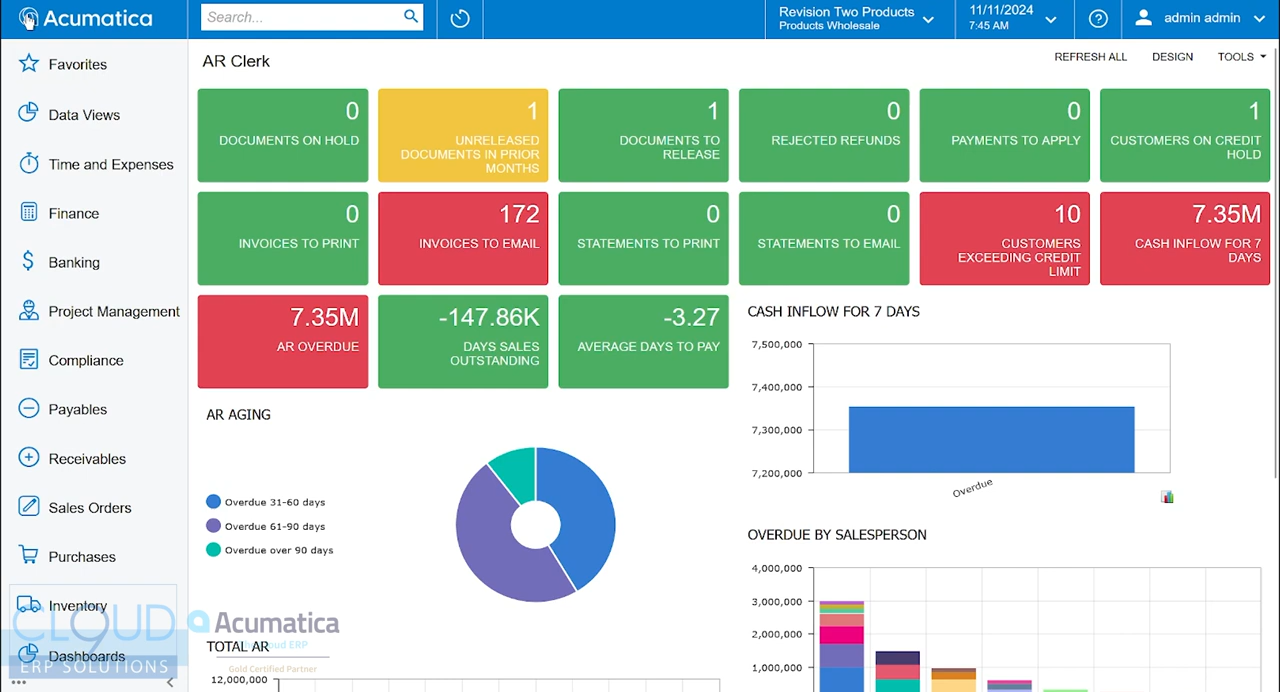 Acumatica
Search...
Revision Two Products
Products Wholesale
11/11/2024
7:45 AM
admin admin
Favorites
Data Views
Time and Expenses
Finance
Banking
Project Management
Compliance
Payables
Receivables
Sales Orders
Purchases
Inventory
Dashboards
AR Clerk
REFRESH ALL
DESIGN
TOOLS
0
DOCUMENTS ON HOLD
1
UNRELEASED
DOCUMENTS IN PRIOR
MONTHS
1
DOCUMENTS TO
RELEASE
0
REJECTED REFUNDS
0
PAYMENTS TO APPLY
1
CUSTOMERS ON CREDIT
HOLD
0
INVOICES TO PRINT
172
INVOICES TO EMAIL
0
STATEMENTS TO PRINT
0
STATEMENTS TO EMAIL
10
CUSTOMERS
EXCEEDING CREDIT
LIMIT
7.35M
CASH INFLOW FOR 7
DAYS
7.35M
AR OVERDUE
-147.86K
DAYS SALES
OUTSTANDING
-3.27
AVERAGE DAYS TO PAY
CASH INFLOW FOR 7 DAYS
7,500,000
7,400,000
7,300,000
7,200,000
Overdue
AR AGING
Overdue 31-60 days
Overdue 61-90 days
Overdue over 90 days
OVERDUE BY SALESPERSON
4,000,000
3,000,000
2,000,000
1,000,000
TOTAL AR
12,000,000
CLOUD9
ERP SOLUTIONS
Acumatica
The Cloud ERP
Gold Certified Partner